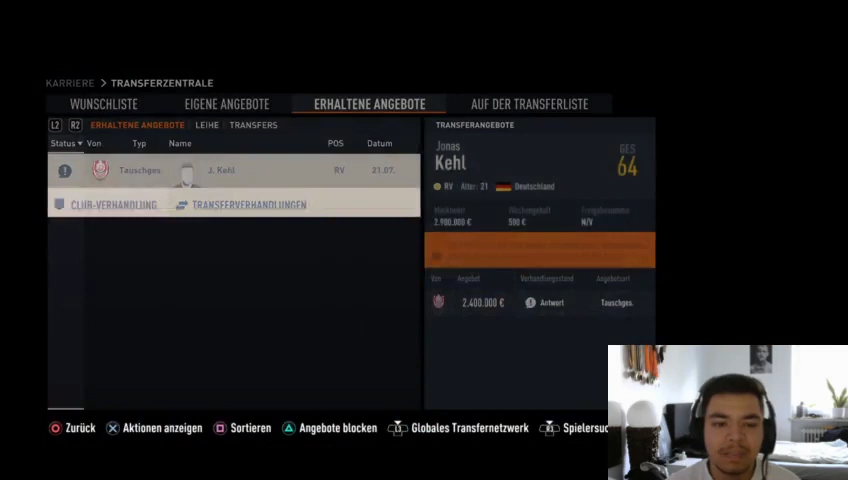 KARRIERE > TRANSFERZENTRALE
WUNSCHLISTE EIGENE ANGEBOTE ERHALTENE ANGEBOTE AUF DER TRANSFERLISTE
L2 R2 ERHALTENE ANGEBOTE LEIHE TRANSFERS
Status Von Typ Name POS Datum
Tauschges. J. Kehl RV 21.07.
CLUB-VERHANDLUNG TRANSFERVERHANDLUNGEN
TRANSFERANGEBOTE
Jonas
Kehl
GES
64
RV Alter: 21 Deutschland
Marktwert
2.900.000 € 500 € N/V
Von Angebot Verhandlungsstand Angebotsart
2.400.000 € Antwort Tauschges.
Zurück Aktionen anzeigen Sortieren Angebote blocken L3 Globales Transfernetzwerk R3 Spielersuc